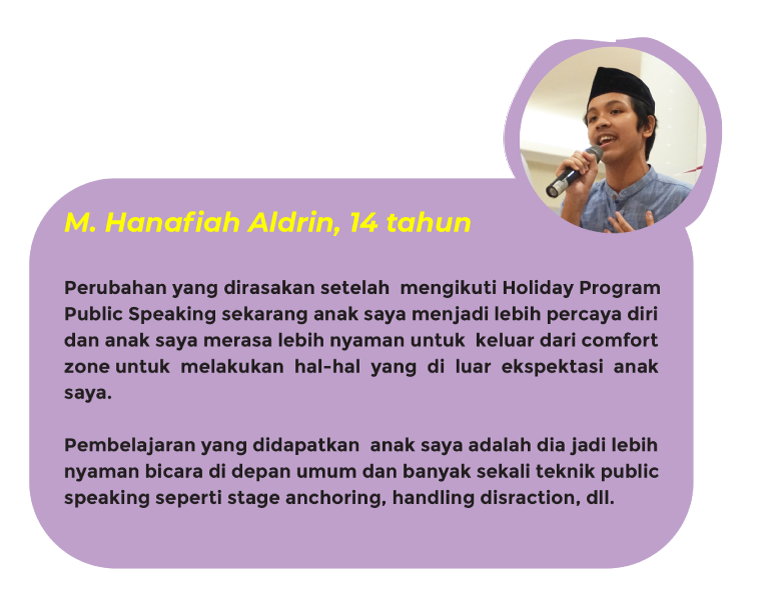 M. Hanafiah Aldrin, 14 tahun
Perubahan yang dirasakan setelah mengikuti Holiday Program
Public Speaking sekarang anak saya menjadi lebih percaya diri
dan anak saya merasa lebih nyaman untuk keluar dari comfort
zone untuk melakukan hal-hal yang di luar ekspektasi anak
saya.
Pembelajaran yang didapatkan anak saya adalah dia jadi lebih
nyaman bicara di depan umum dan banyak sekali teknik public
speaking seperti stage anchoring, handling disraction, dll.